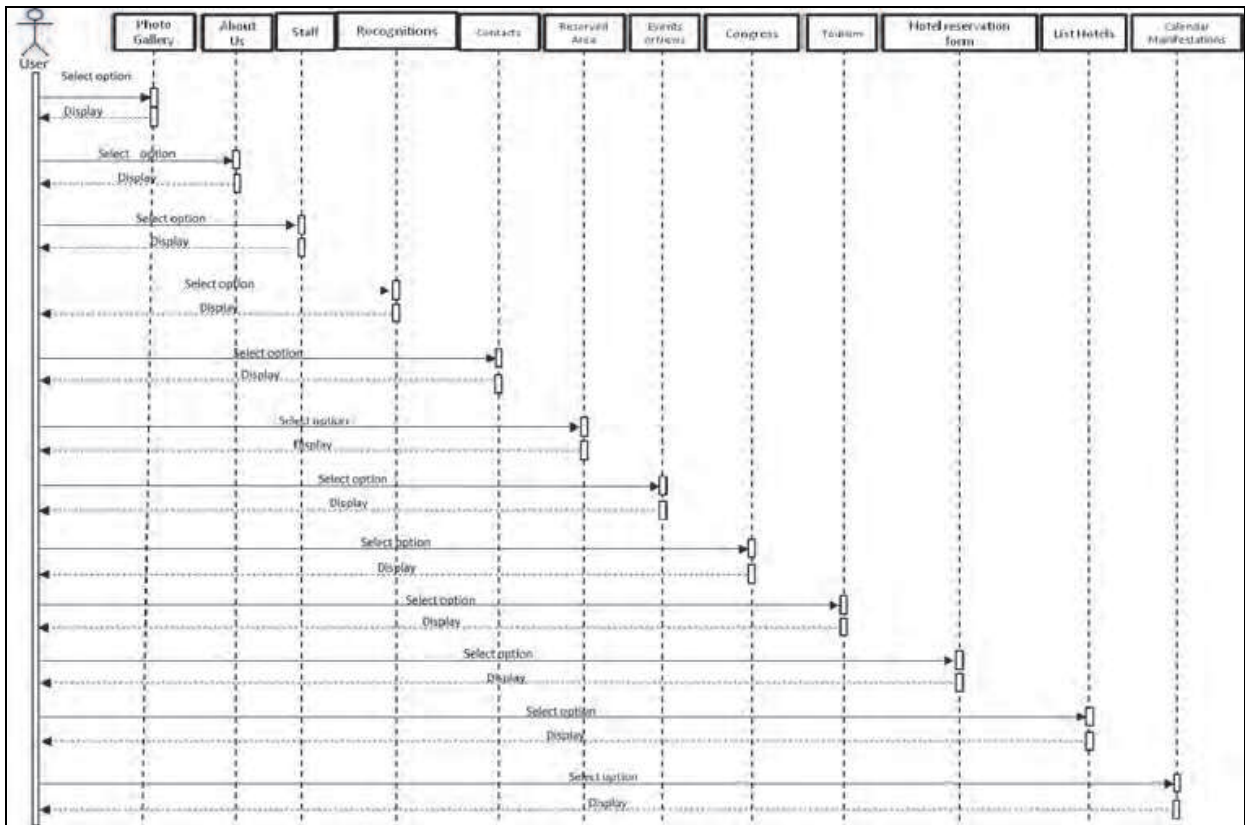 Photo
Gallery
About
Us
Staff
Recognitions
Contacts
Reserved
Area
Events
Congress
Tourism
Hotel reservation
form
List Hotels
Calendar
Manifestations
User
Select option
Display
Select option
Display
Select option
Display
Select option
Display
Select option
Display
Select option
Display
Select option
Display
Select option
Display
Select option
Display
Select option
Display
Select option
Display
Select option
Display